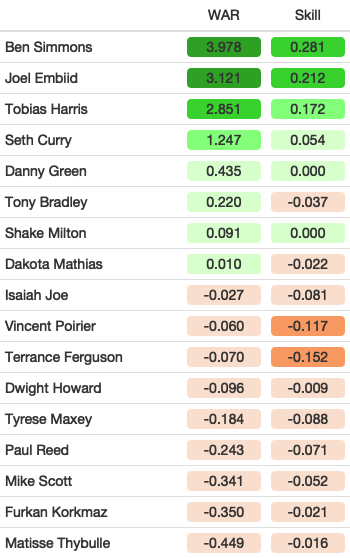 WAR Skill
Ben Simmons 3.978 0.281
Joel Embiid 3.121 0.212
Tobias Harris 2.851 0.172
Seth Curry 1.247 0.054
Danny Green 0.435 0.000
Tony Bradley 0.220 -0.037
Shake Milton 0.091 0.000
Dakota Mathias 0.010 -0.022
Isaiah Joe -0.027 -0.081
Vincent Poirier -0.060 -0.117
Terrance Ferguson -0.070 -0.152
Dwight Howard -0.096 -0.009
Tyrese Maxey -0.184 -0.088
Paul Reed -0.243 -0.071
Mike Scott -0.341 -0.052
Furkan Korkmaz -0.350 -0.021
Matisse Thybulle -0.449 -0.016